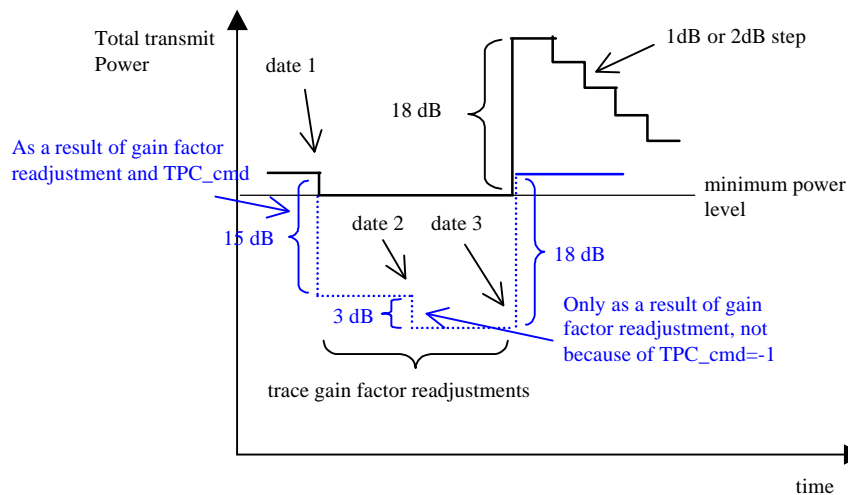 Total transmit
Power
date 1
1dB or 2dB step
18 dB
As a result of gain factor
readjustment and TPC_cmd
minimum power
level
15 dB
date 2
date 3
18 dB
3 dB
Only as a result of gain
factor readjustment, not
because of TPC_cmd=-1
trace gain factor readjustments
time